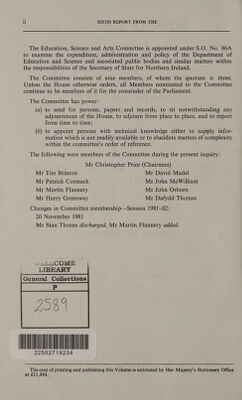 ii SIXTH REPORT FROM THE
The Education, Science and Arts Committee is appointed under S.O. No. 86A
to examine the expenditure, administration and policy of the Department of
Education and Science and associated public bodies and similar matters within
the responsibilities of the Secretary of State for Northern Ireland.
The Committee consists of nine members, of whom the quorum is three.
Unless the House otherwise orders, all Members nominated to the Committee
continue to be members of it for the remainder of the Parliament.
The Committee has power:
(a) to send for persons, papers and records, to sit notwithstanding any
adjournment of the House, to adjourn from place to place, and to report
from time to time;
(b) to appoint persons with technical knowledge either to supply infor-
mation which is not readily available or to elucidate matters of complexity
within the committee's order of reference.
The following were members of the Committee during the present inquiry:
Mr Christopher Price (Chairman)
Mr Tim Brinton Mr David Madel
Mr Patrick Cormack Mr John McWilliam
Mr Martin Flannery Mr John Osborn
Mr Harry Greenway Mr Dafydd Thomas
Changes in Committee membership—Session 1981-82:
20 November 1981
Mr Stan Thorne discharged, Mr Martin Flannery added.
COME
LIBRARY
General Collections
P
2589
22502719234
The cost of printing and publishing this Volume is estimated by Her Majesty's Stationery Office
at £11,494.